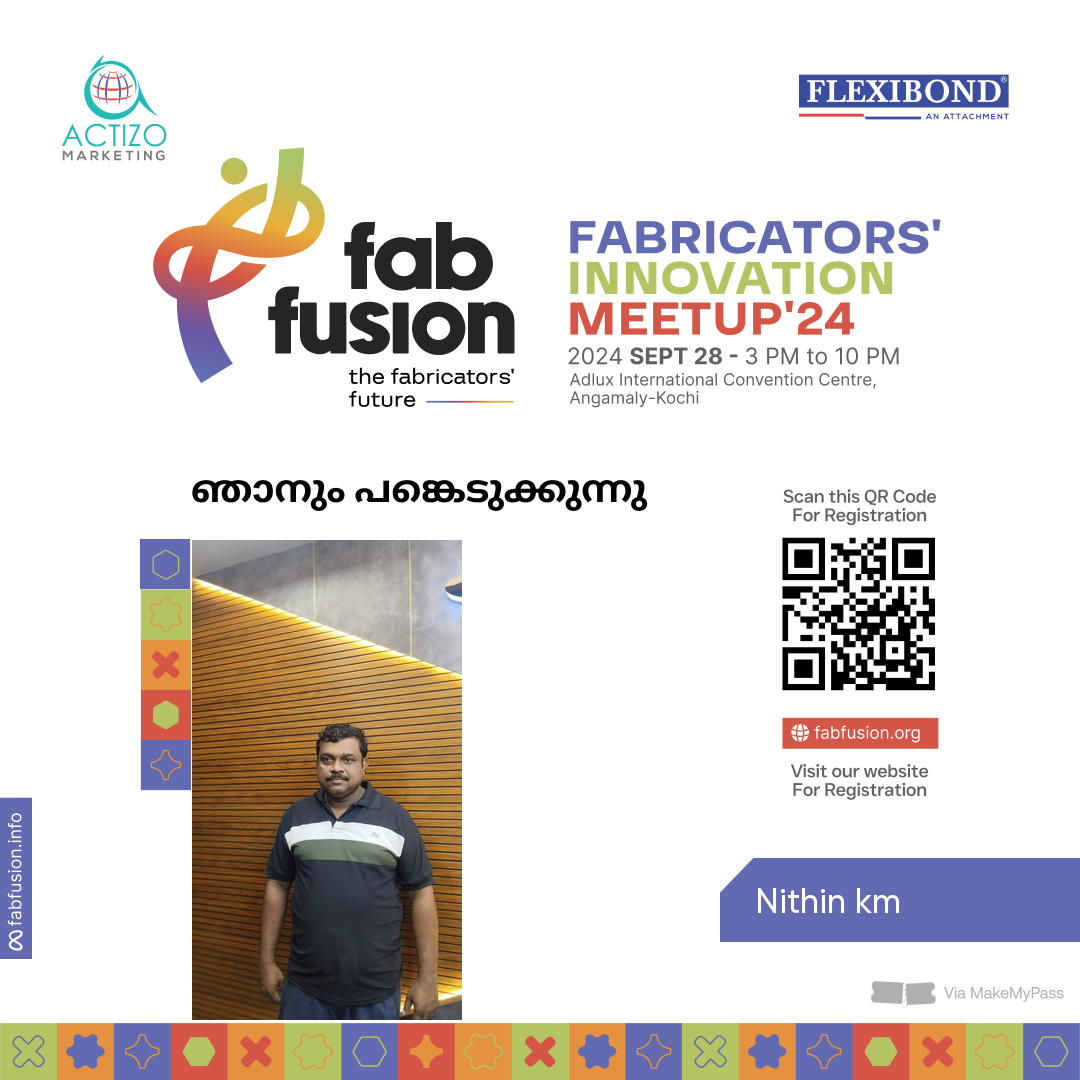 ACTIZO
MARKETING
FLEXIBOND®
AN ATTACHMENT
fab
fusion
the fabricators'
future
FABRICATORS'
INNOVATION
MEETUP'24
2024 SEPT 28 - 3 PM to 10 PM
Adlux International Convention Centre,
Angamaly-Kochi
ഞാനും പങ്കെടുക്കുന്നു
Scan this QR Code
For Registration
fabfusion.org
Visit our website
For Registration
fabfusion.info
Nithin km
Via MakeMyPass